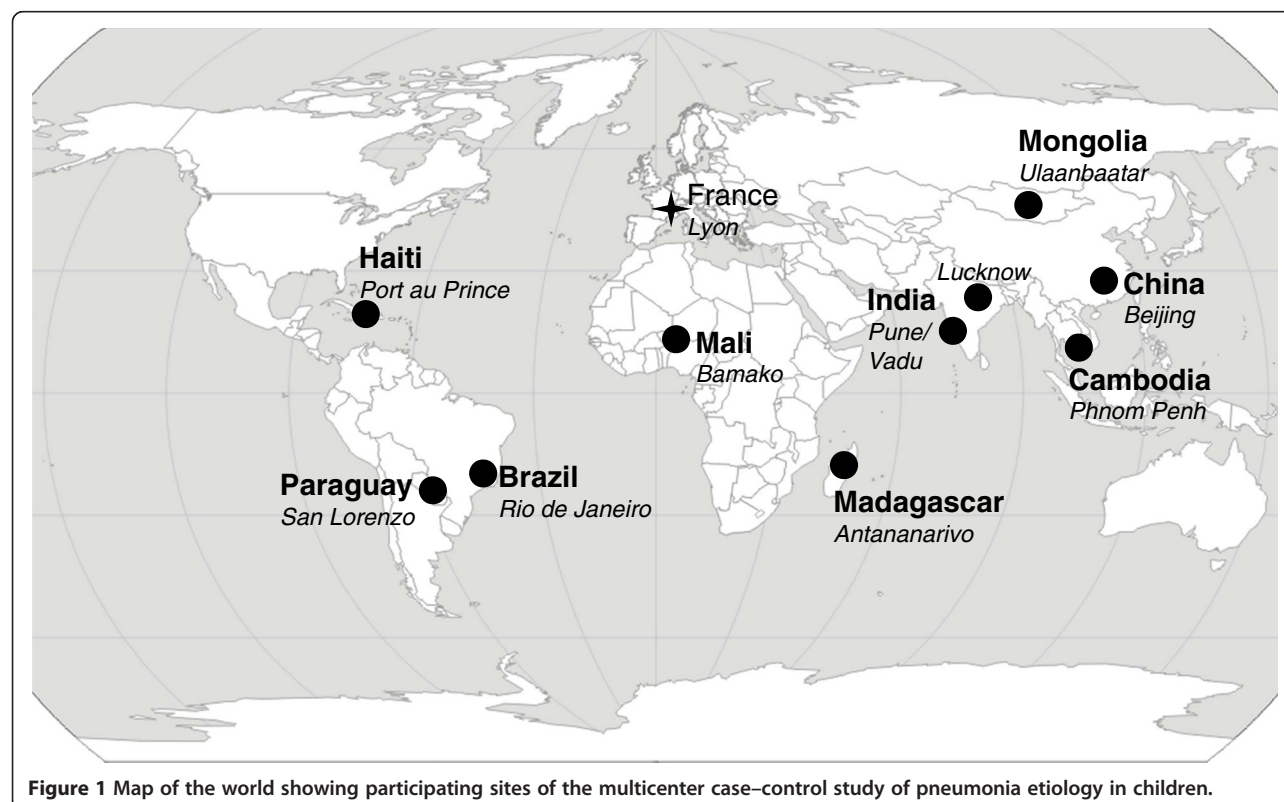 Mongolia
Ulaanbaatar
France
Lyon
Haiti
Port au Prince
Lucknow
India
Pune/
Vadu
China
Beijing
Mali
Bamako
Cambodia
Phnom Penh
Paraguay
San Lorenzo
Brazil
Rio de Janeiro
Madagascar
Antananarivo
Figure 1 Map of the world showing participating sites of the multicenter case–control study of pneumonia etiology in children.